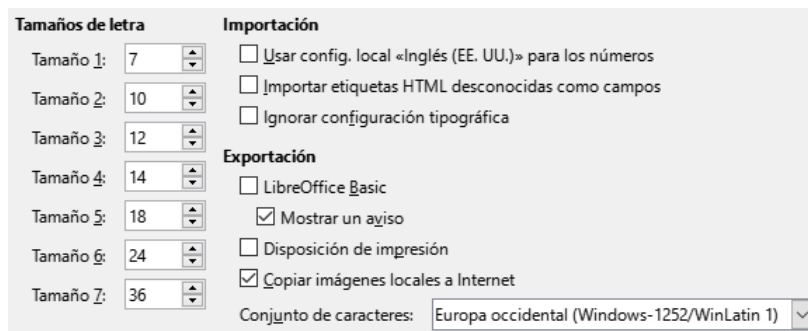 Tamaños de letra
Tamaño 1: 7
Tamaño 2: 10
Tamaño 3: 12
Tamaño 4: 14
Tamaño 5: 18
Tamaño 6: 24
Tamaño 7: 36
Importación
Usar config. local «Inglés (EE. UU.)» para los números
Importar etiquetas HTML desconocidas como campos
Ignorar configuración tipográfica
Exportación
LibreOffice Basic
Mostrar un aviso
Disposición de impresión
Copiar imágenes locales a Internet
Conjunto de caracteres: Europa occidental (Windows-1252/WinLatin 1)